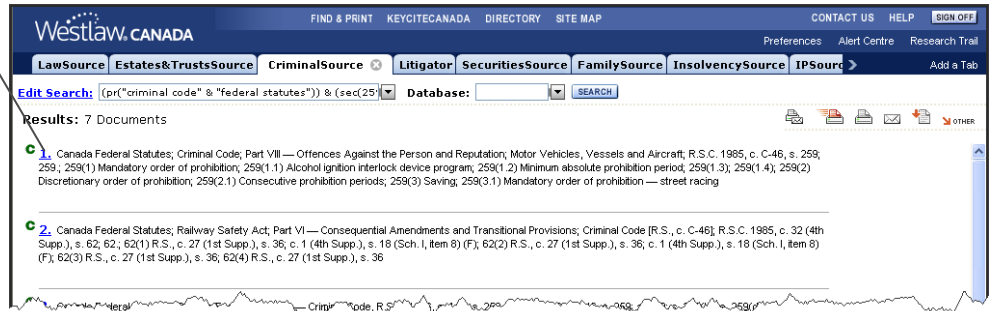 Westlaw. CANADA
FIND & PRINT KEYCITECANADA DIRECTORY SITE MAP CONTACT US HELP SIGN OFF
Preferences Alert Centre Research Trail
LawSource Estates&TrustsSource CriminalSource Litigator SecuritiesSource FamilySource InsolvencySource IPSourc Add a Tab
Edit Search: (pr("criminal code" & "federal statutes")) & (sec(25 Database: SEARCH
Results: 7 Documents OTHER
C 1. Canada Federal Statutes; Criminal Code; Part VIII — Offences Against the Person and Reputation; Motor Vehicles, Vessels and Aircraft; R.S.C. 1985, c. C-46, s. 259;
259.; 259(1) Mandatory order of prohibition; 259(1.1) Alcohol ignition interlock device program; 259(1.2) Minimum absolute prohibition period; 259(1.3); 259(1.4); 259(2)
Discretionary order of prohibition; 259(2.1) Consecutive prohibition periods; 259(3) Saving; 259(3.1) Mandatory order of prohibition — street racing
C 2. Canada Federal Statutes; Railway Safety Act; Part VI — Consequential Amendments and Transitional Provisions; Criminal Code [R.S., c. C-46]; R.S.C. 1985, c. 32 (4th
Supp.), s. 62; 62.; 62(1) R.S., c. 27 (1st Supp.), s. 36; c. 1 (4th Supp.), s. 18 (Sch. I, item 8) (F); 62(2) R.S., c. 27 (1st Supp.), s. 36; c. 1 (4th Supp.), s. 18 (Sch. I, item 8)
(F); 62(3) R.S., c. 27 (1st Supp.), s. 36; 62(4) R.S., c. 27 (1st Supp.), s. 36